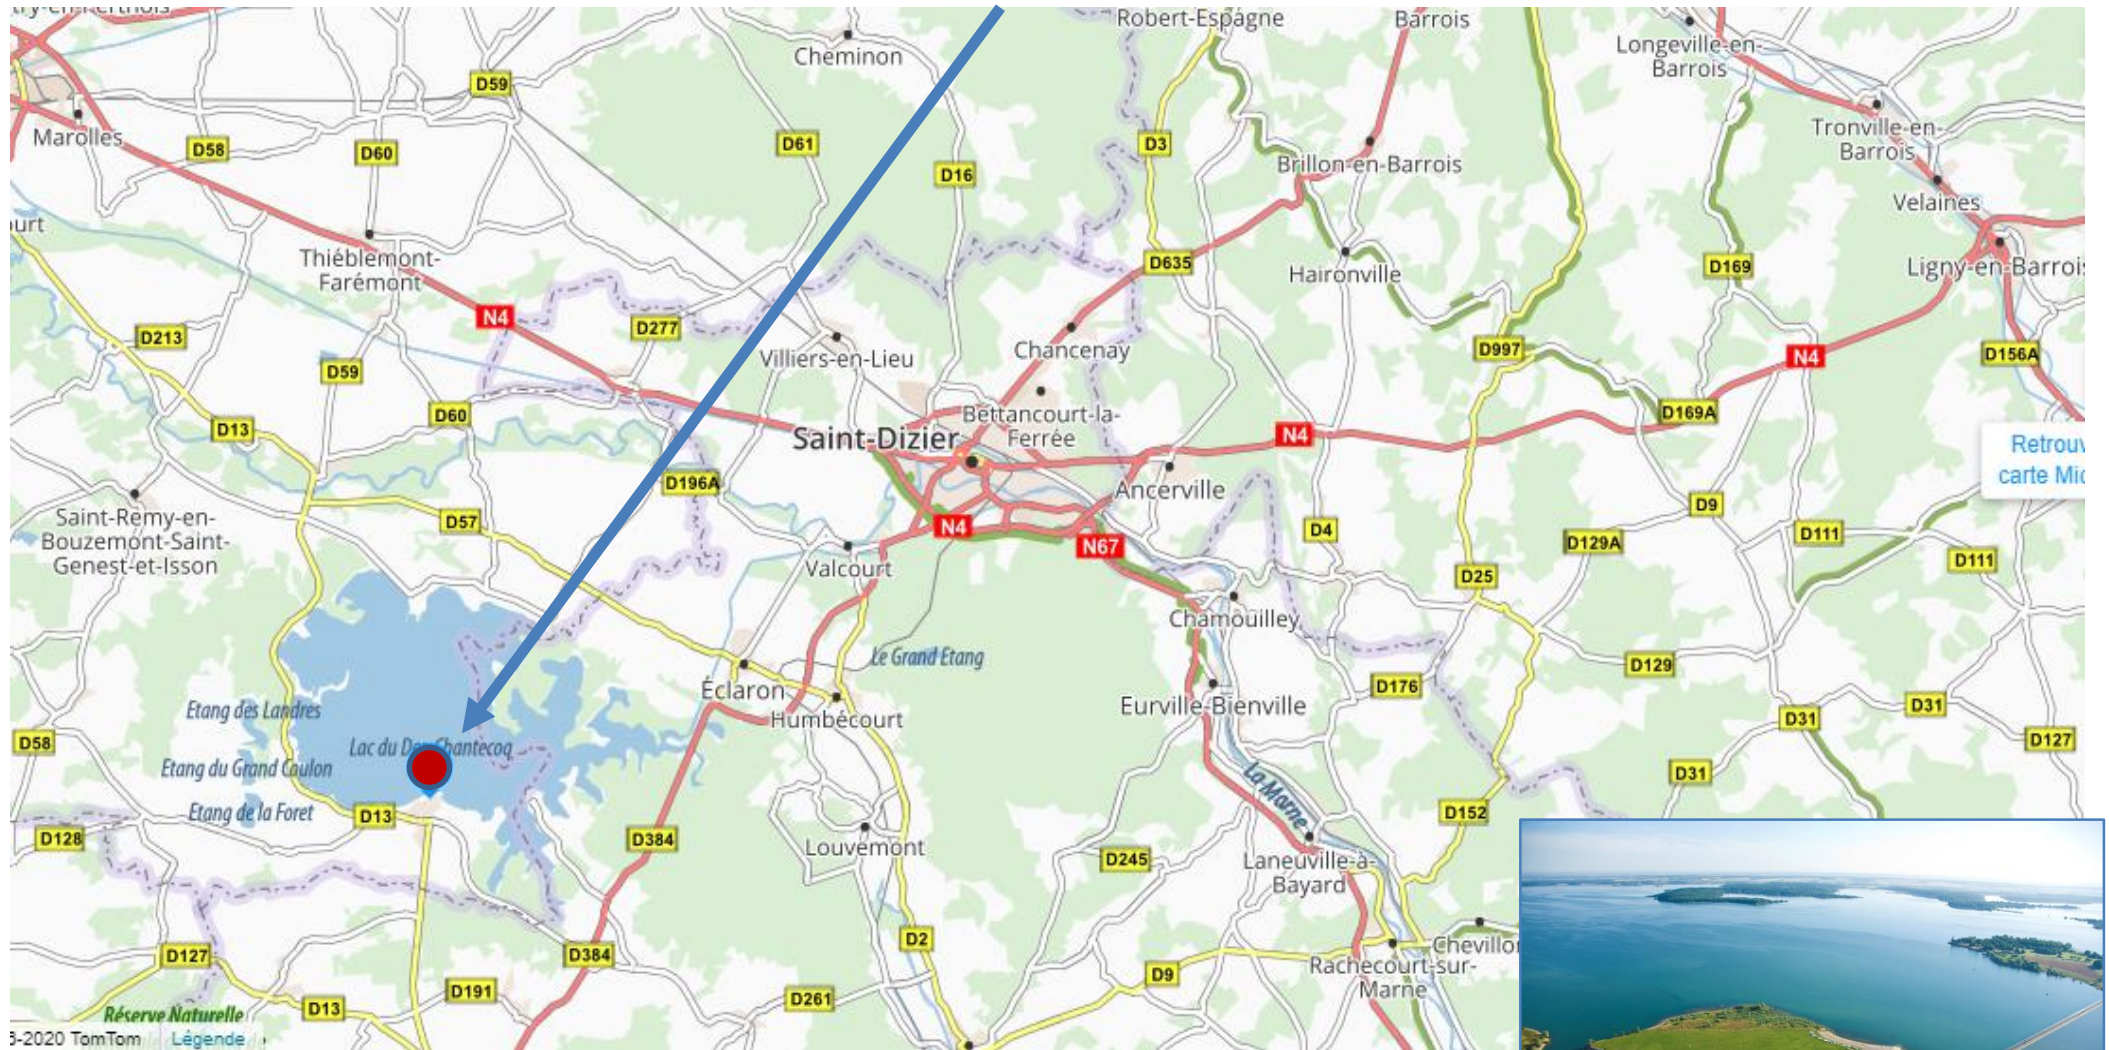 Robert-Espagne
Barrois
Cheminon
Longeville-en-
Barrois
D59
Marolles
D58
D60
D61
D16
D3
Brillon-en-Barrois
Tronville-en-
Barrois
Velaines
Thiéblemont-
Farémont
D635
Haironville
D169
Ligny-en-Barrois
N4
D277
D213
Villiers-en-Lieu
Chancenay
D997
N4
D156A
D59
D60
D13
Bettancourt-la-
Ferrée
Saint-Dizier
N4
D169A
Retrouv
carte Mic
D196A
Ancerville
D9
Saint-Remy-en-
Bouzemont-Saint-
Genest-et-Isson
D57
N4
N67
D4
D129A
D111
D111
Valcourt
D25
Chamouilley
Le Grand Etang
D129
Éclaron
D176
Etang des Landres
Humbécourt
Eurville-Bienville
D31
D31
D58
Lac du Der-Chantecoq
D127
Etang du Grand Coulon
D31
La Marne
Etang de la Foret
D13
D152
D128
D384
Louvemont
D245
Laneuville-à-
Bayard
D2
Chevillon
D127
D384
Rachecourt-sur-
Marne
D9
D191
D261
D13
Réserve Naturelle
3-2020 TomTom
Légende